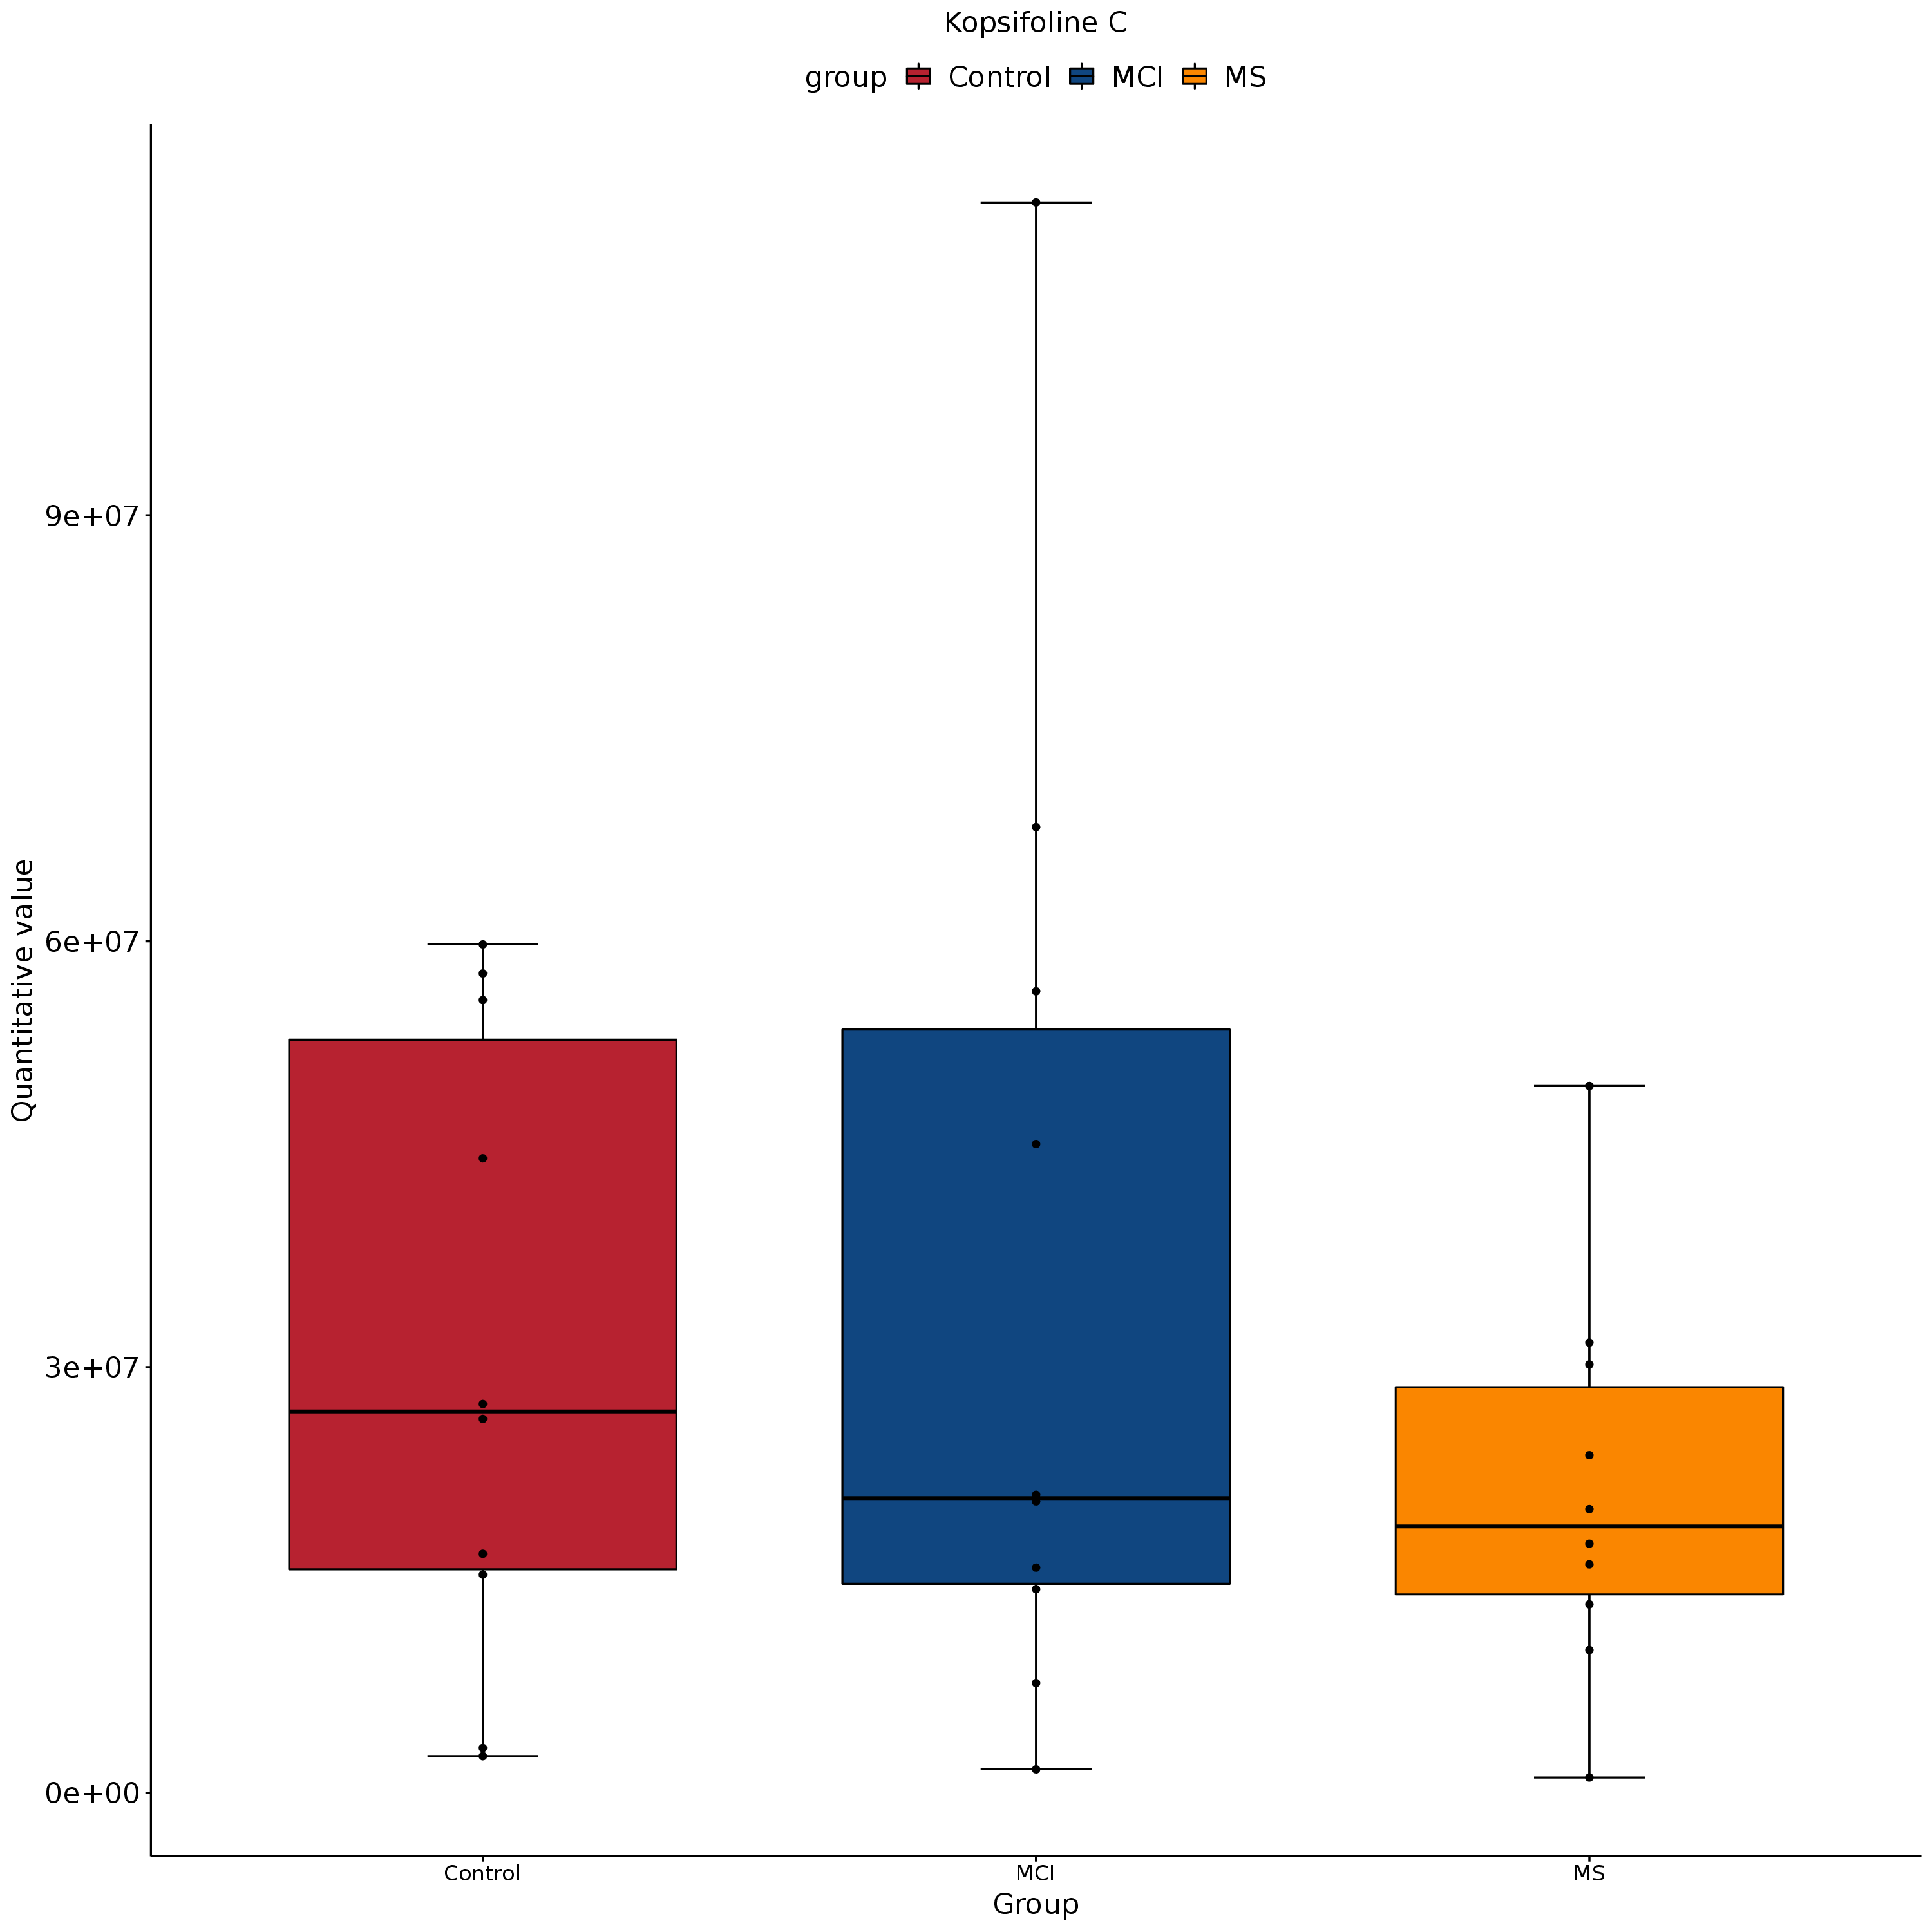 Kopsifoline C
group Control MCI MS
Quantitative value
9e+07
6e+07
3e+07
0e+00
Control MCI MS
Group